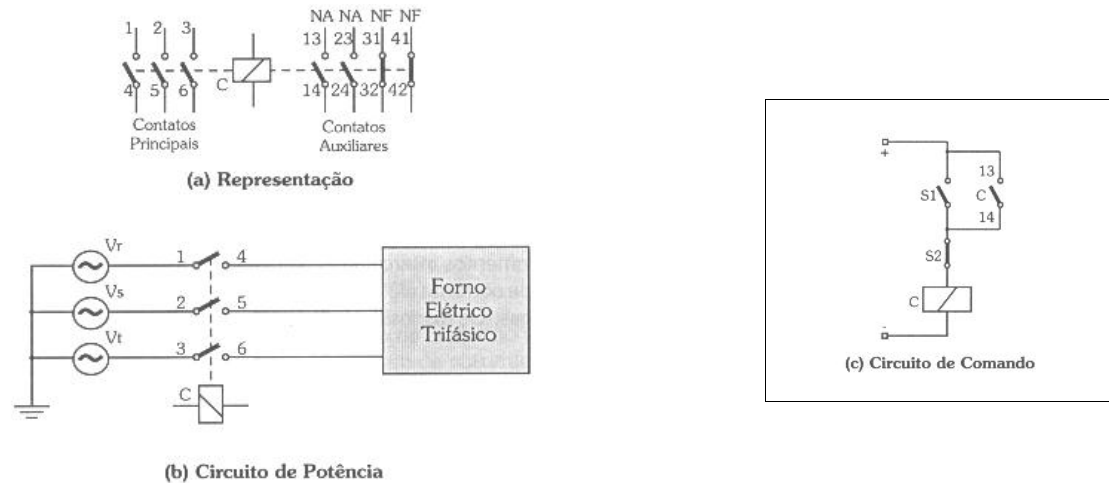 NA NA NF NF
1 2 3 13 23 31 41
C
4 5 6 14 24 32 42
Contatos
Principais
Contatos
Auxiliares
(a) Representação
Vr
1 4
Vs
2 5
Vt
3 6
C
Forno
Elétrico
Trifásico
(b) Circuito de Potência
+
13
S1 C
14
S2
C
-
(c) Circuito de Comando